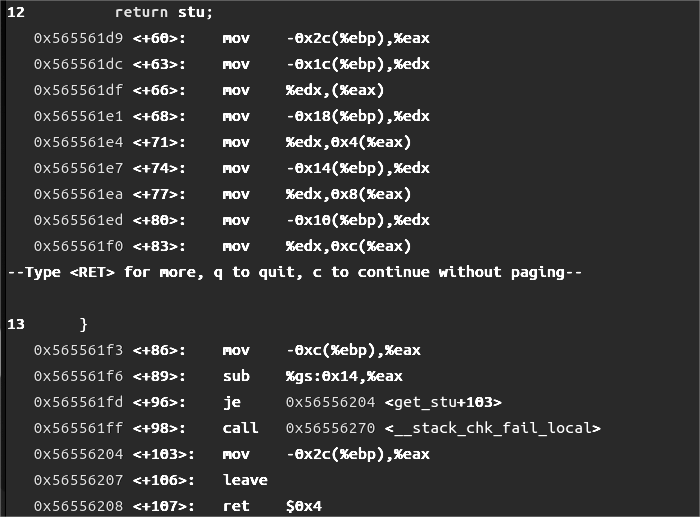 12 return stu;
0x565561d9 <+60>: mov -0x2c(%ebp),%eax
0x565561dc <+63>: mov -0x1c(%ebp),%edx
0x565561df <+66>: mov %edx,(%eax)
0x565561e1 <+68>: mov -0x18(%ebp),%edx
0x565561e4 <+71>: mov %edx,0x4(%eax)
0x565561e7 <+74>: mov -0x14(%ebp),%edx
0x565561ea <+77>: mov %edx,0x8(%eax)
0x565561ed <+80>: mov -0x10(%ebp),%edx
0x565561f0 <+83>: mov %edx,0xc(%eax)
--Type <RET> for more, q to quit, c to continue without paging--
13 }
0x565561f3 <+86>: mov -0xc(%ebp),%eax
0x565561f6 <+89>: sub %gs:0x14,%eax
0x565561fd <+96>: je 0x56556204 <get_stu+103>
0x565561ff <+98>: call 0x56556270 <__stack_chk_fail_local>
0x56556204 <+103>: mov -0x2c(%ebp),%eax
0x56556207 <+106>: leave
0x56556208 <+107>: ret $0x4